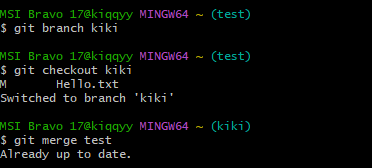 MSI Bravo 17@kiqqyy MINGW64 ~ (test)
$ git branch kiki
MSI Bravo 17@kiqqyy MINGW64 ~ (test)
$ git checkout kiki
M       Hello.txt
Switched to branch 'kiki'
MSI Bravo 17@kiqqyy MINGW64 ~ (kiki)
$ git merge test
Already up to date.